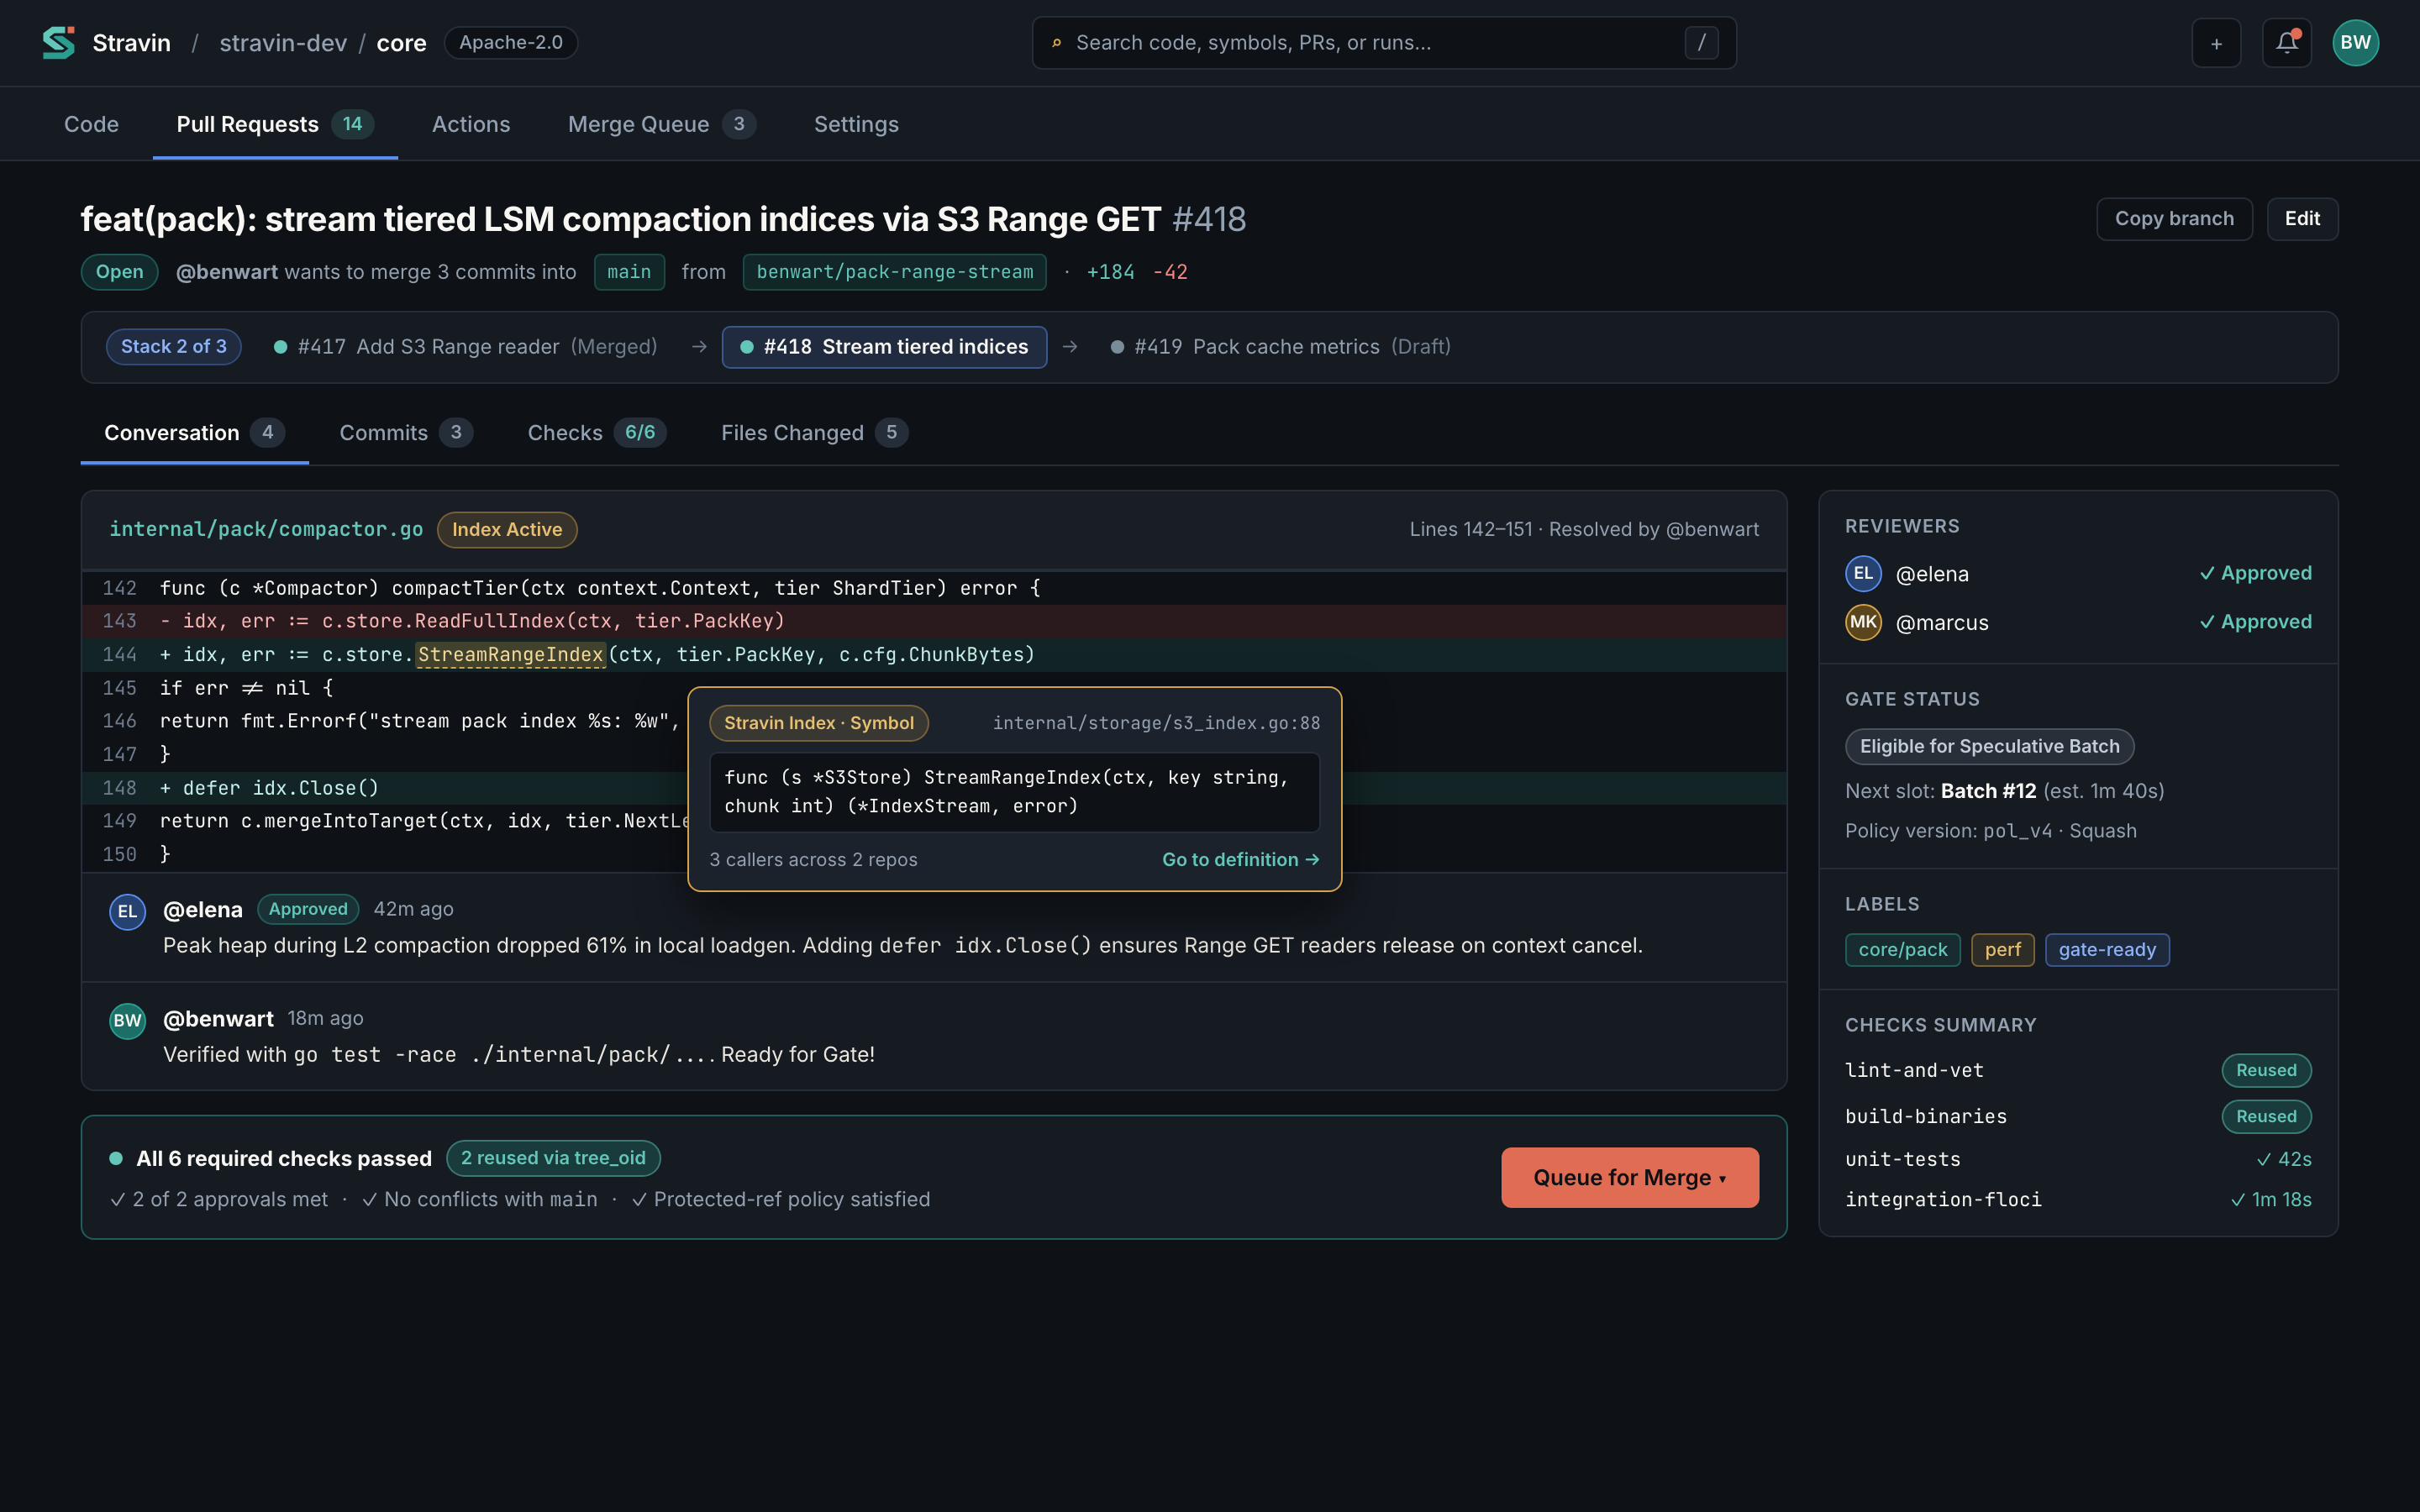 Stravin / stravin-dev / core Apache-2.0
Search code, symbols, PRs, or runs... /
+ BW
Code Pull Requests 14 Actions Merge Queue 3 Settings
feat(pack): stream tiered LSM compaction indices via S3 Range GET #418
Copy branch Edit
Open @benwart wants to merge 3 commits into main from benwart/pack-range-stream · +184 -42
Stack 2 of 3 #417 Add S3 Range reader (Merged) → #418 Stream tiered indices → #419 Pack cache metrics (Draft)
Conversation 4 Commits 3 Checks 6/6 Files Changed 5
internal/pack/compactor.go Index Active Lines 142–151 · Resolved by @benwart
142 func (c *Compactor) compactTier(ctx context.Context, tier ShardTier) error {
143 - idx, err := c.store.ReadFullIndex(ctx, tier.PackKey)
144 + idx, err := c.store.StreamRangeIndex(ctx, tier.PackKey, c.cfg.ChunkBytes)
145 if err != nil {
146 return fmt.Errorf("stream pack index %s: %w",
147 }
148 + defer idx.Close()
149 return c.mergeIntoTarget(ctx, idx, tier.NextLe
150 }
Stravin Index · Symbol internal/storage/s3_index.go:88
func (s *S3Store) StreamRangeIndex(ctx, key string,
chunk int) (*IndexStream, error)
3 callers across 2 repos Go to definition →
EL @elena Approved 42m ago
Peak heap during L2 compaction dropped 61% in local loadgen. Adding defer idx.Close() ensures Range GET readers release on context cancel.
BW @benwart 18m ago
Verified with go test -race ./internal/pack/.... Ready for Gate!
All 6 required checks passed 2 reused via tree_oid
✓ 2 of 2 approvals met · ✓ No conflicts with main · ✓ Protected-ref policy satisfied
Queue for Merge ▾
REVIEWERS
EL @elena ✓ Approved
MK @marcus ✓ Approved
GATE STATUS
Eligible for Speculative Batch
Next slot: Batch #12 (est. 1m 40s)
Policy version: pol_v4 · Squash
LABELS
core/pack perf gate-ready
CHECKS SUMMARY
lint-and-vet Reused
build-binaries Reused
unit-tests ✓ 42s
integration-floci ✓ 1m 18s